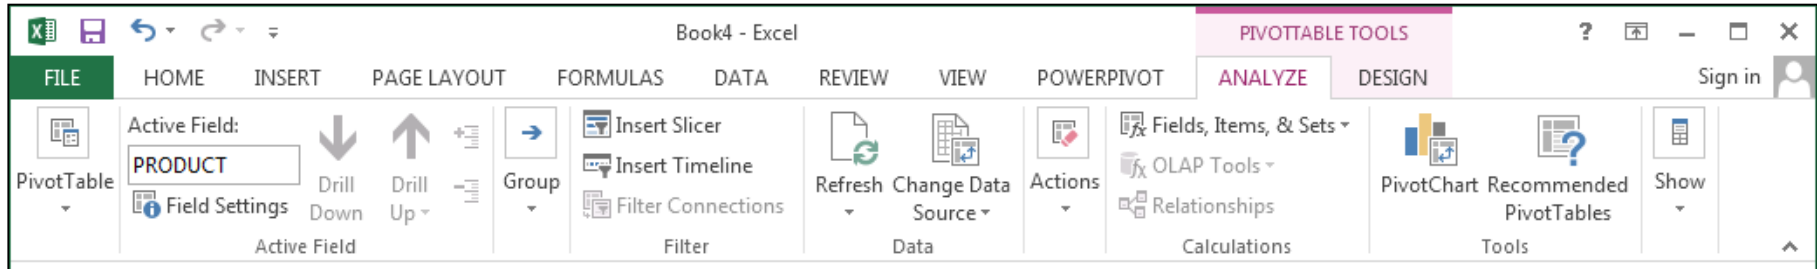 Book4 - Excel
PIVOTTABLE TOOLS
?
FILE HOME INSERT PAGE LAYOUT FORMULAS DATA REVIEW VIEW POWERPIVOT ANALYZE DESIGN Sign in
PivotTable
Active Field:
PRODUCT
Field Settings
Drill
Down
Drill
Up
Active Field
Group
Insert Slicer
Insert Timeline
Filter Connections
Filter
Refresh
Change Data
Source
Data
Actions
Fields, Items, & Sets
OLAP Tools
Relationships
Calculations
PivotChart
Recommended
PivotTables
Tools
Show